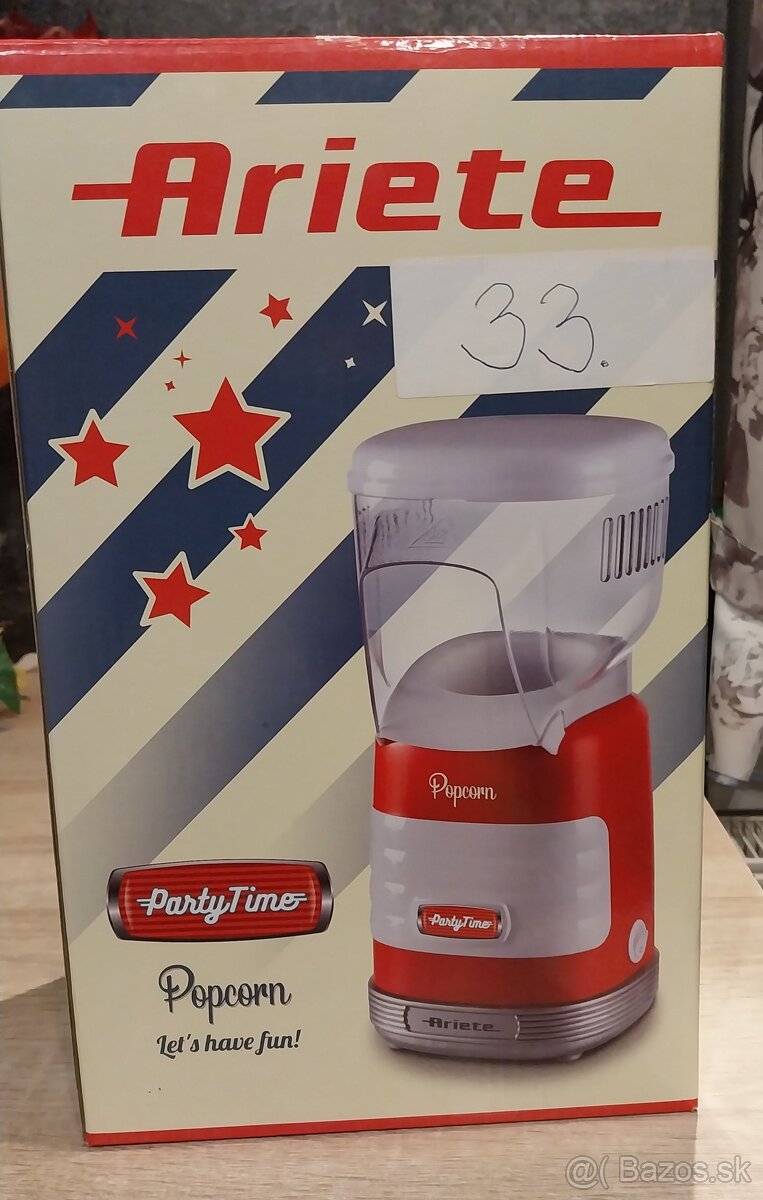 Ariete
33.
Popcorn
PartyTime
PartyTime
Popcorn
Ariete
Let's have fun!
@( Bazos.sk